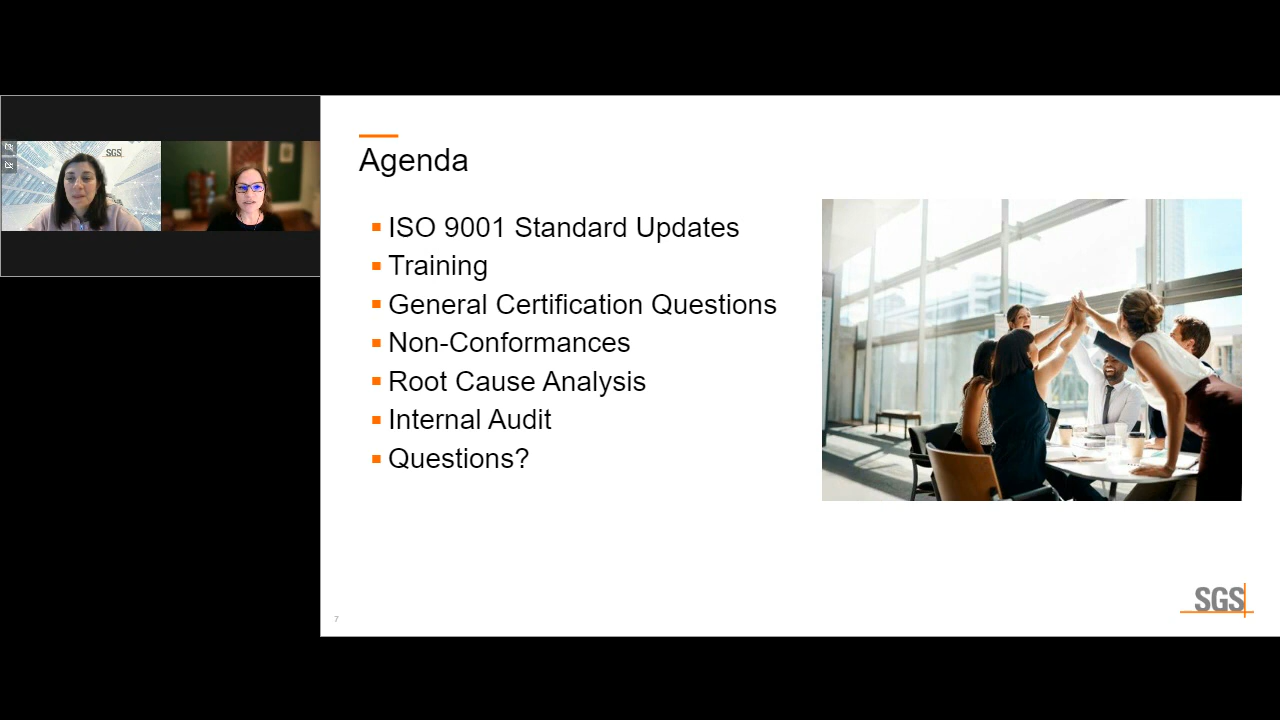 SGS
Agenda
ISO 9001 Standard Updates
Training
General Certification Questions
Non-Conformances
Root Cause Analysis
Internal Audit
Questions?
7
SGS